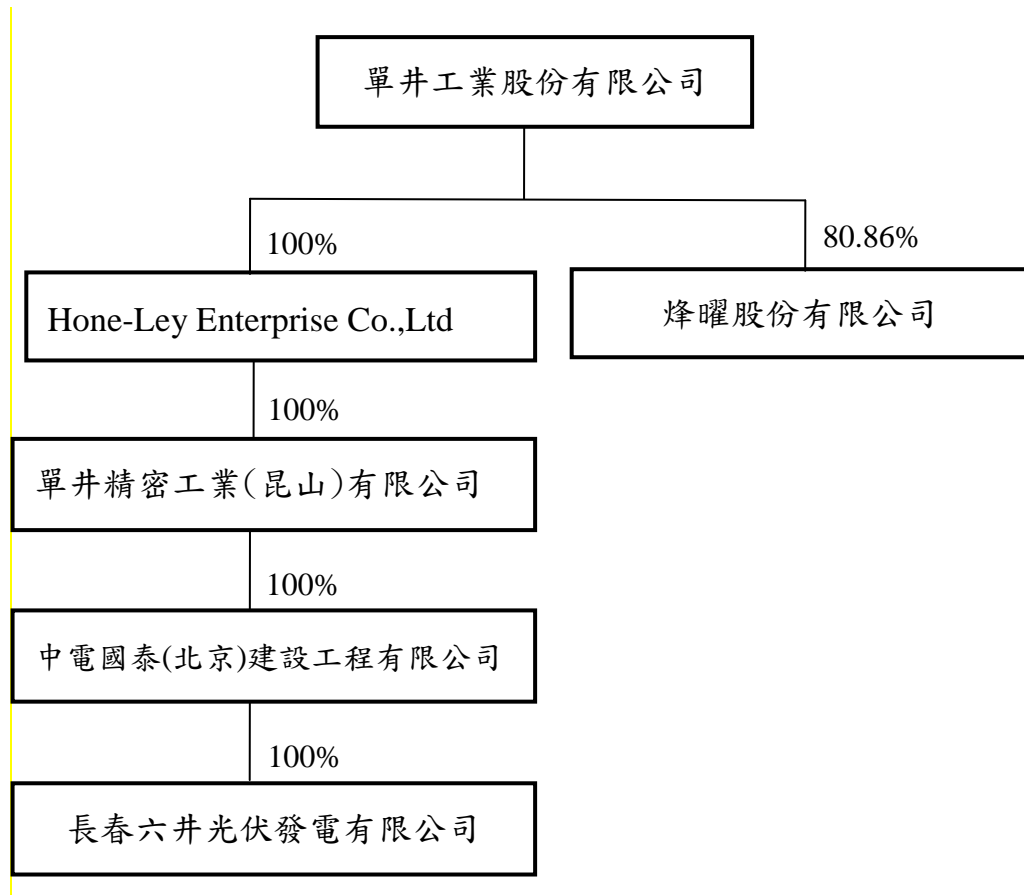 單井工業股份有限公司
100%
80.86%
Hone-Ley Enterprise Co.,Ltd
烽曜股份有限公司
100%
單井精密工業(昆山)有限公司
100%
中電國泰(北京)建設工程有限公司
100%
長春六井光伏發電有限公司